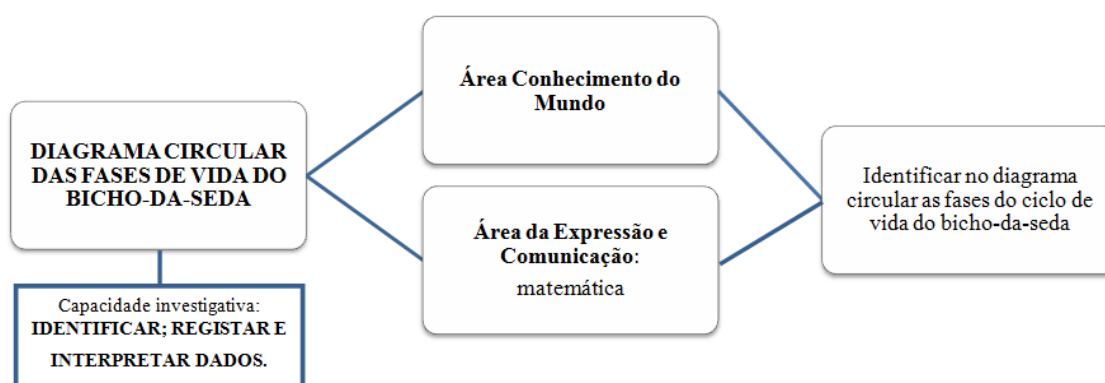 DIAGRAMA CIRCULAR
DAS FASES DE VIDA DO
BICHO-DA-SEDA
Capacidade investigativa:
IDENTIFICAR; REGISTAR E
INTERPRETAR DADOS.
Área Conhecimento do
Mundo
Área da Expressão e
Comunicação:
matemática
Identificar no diagrama
circular as fases do ciclo de
vida do bicho-da-seda